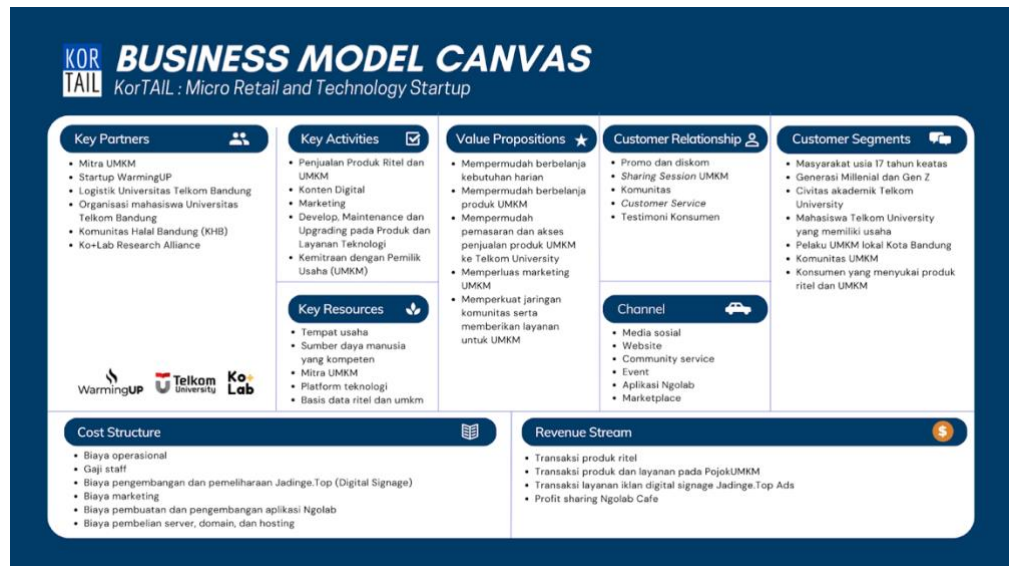 KOR
TAIL
BUSINESS MODEL CANVAS
KorTAIL : Micro Retail and Technology Startup
Key Partners
• Mitra UMKM
• Startup WarmingUP
• Logistik Universitas Telkom Bandung
• Organisasi mahasiswa Universitas
Telkom Bandung
• Komunitas Halal Bandung (KHB)
• Ko+Lab Research Alliance
WarmingUP
Telkom
University
Ko+
Lab
Key Activities
• Penjualan Produk Ritel dan
UMKM
• Konten Digital
• Marketing
• Develop, Maintenance dan
Upgrading pada Produk dan
Layanan Teknologi
• Kemitraan dengan Pemilik
Usaha (UMKM)
Key Resources
• Tempat usaha
• Sumber daya manusia
yang kompeten
• Mitra UMKM
• Platform teknologi
• Basis data ritel dan umkm
Value Propositions
• Mempermudah berbelanja
kebutuhan harian
• Mempermudah berbelanja
produk UMKM
• Mempermudah
pemasaran dan akses
penjualan produk UMKM
ke Telkom University
• Memperluas marketing
UMKM
• Memperkuat jaringan
komunitas serta
memberikan layanan
untuk UMKM
Customer Relationship
• Promo dan diskom
• Sharing Session UMKM
• Komunitas
• Customer Service
• Testimoni Konsumen
Channel
• Media sosial
• Website
• Community service
• Event
• Aplikasi Ngolab
• Marketplace
Customer Segments
• Masyarakat usia 17 tahun keatas
• Generasi Millenial dan Gen Z
• Civitas akademik Telkom
University
• Mahasiswa Telkom University
yang memiliki usaha
• Pelaku UMKM lokal Kota Bandung
• Komunitas UMKM
• Konsumen yang menyukai produk
ritel dan UMKM
Cost Structure
• Biaya operasional
• Gaji staff
• Biaya pengembangan dan pemeliharaan Jadinge.Top (Digital Signage)
• Biaya marketing
• Biaya pembuatan dan pengembangan aplikasi Ngolab
• Biaya pembelian server, domain, dan hosting
Revenue Stream
$
• Transaksi produk ritel
• Transaksi produk dan layanan pada PojokUMKM
• Transaksi layanan iklan digital signage Jadinge.Top Ads
• Profit sharing Ngolab Cafe